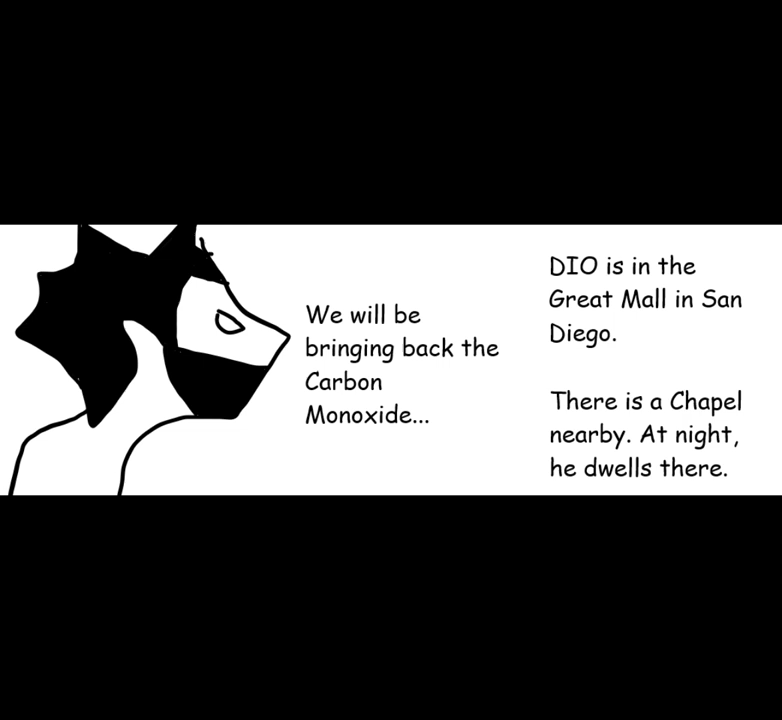 We will be
bringing back the
Carbon
Monoxide...
DIO is in the
Great Mall in San
Diego.
There is a Chapel
nearby. At night,
he dwells there.